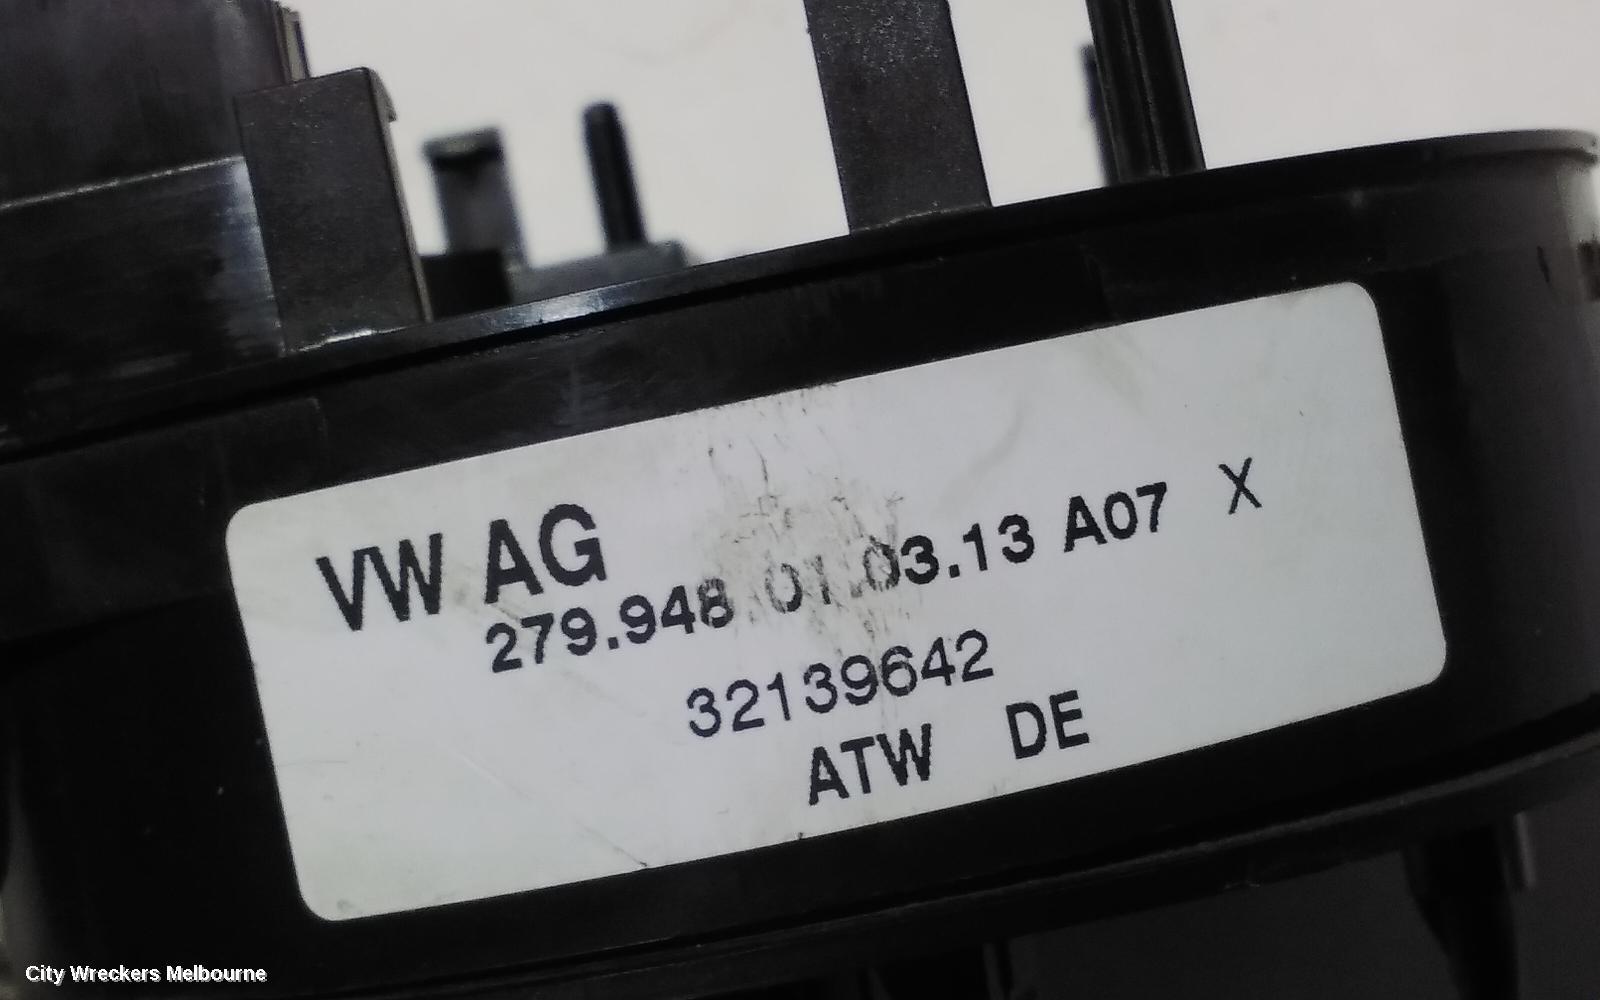 VW AG
279.948 01.03.13 A07 X
32139642
ATW DE
City Wreckers Melbourne